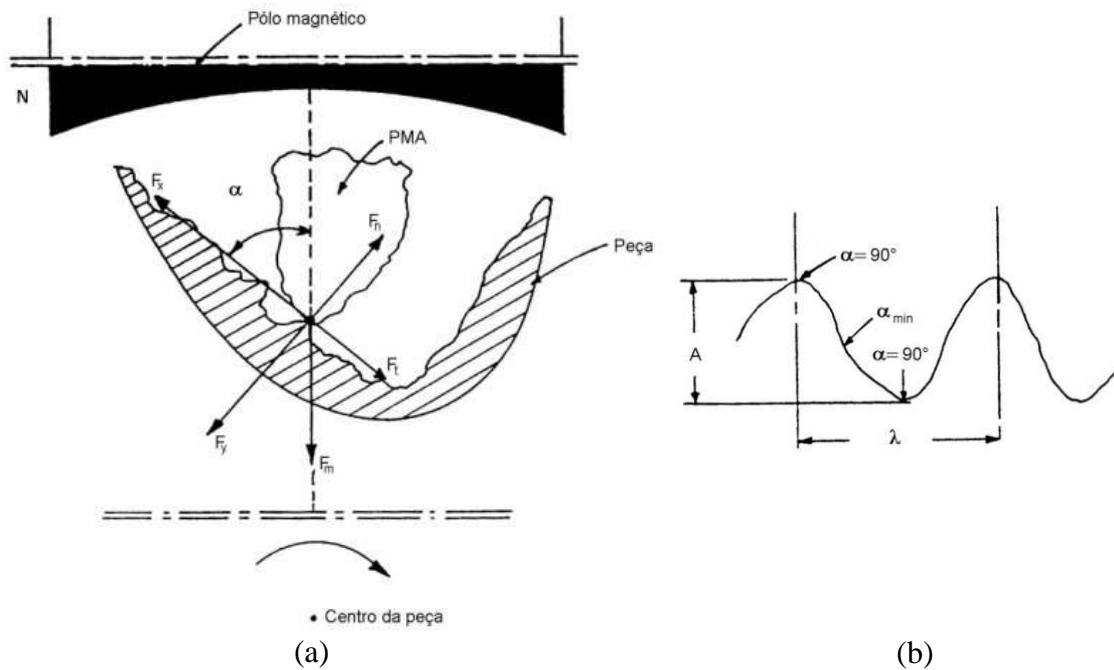 Pólo magnético
N
PMA
Fx
α
Fn
Peça
Ft
Fy
Fm
Centro da peça
(a)
α= 90°
αmin
A
α= 90°
λ
(b)